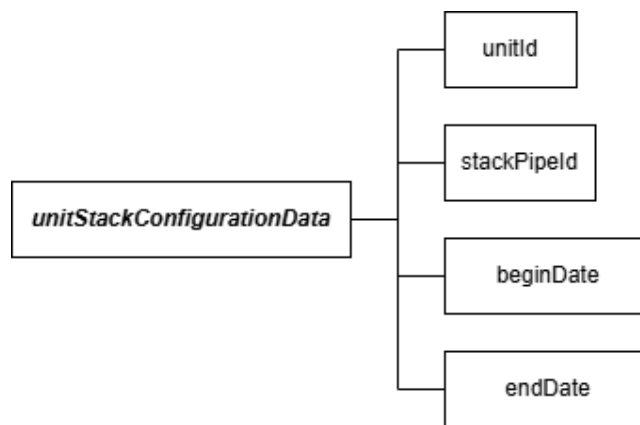 unitId
stackPipeId
unitStackConfigurationData
beginDate
endDate